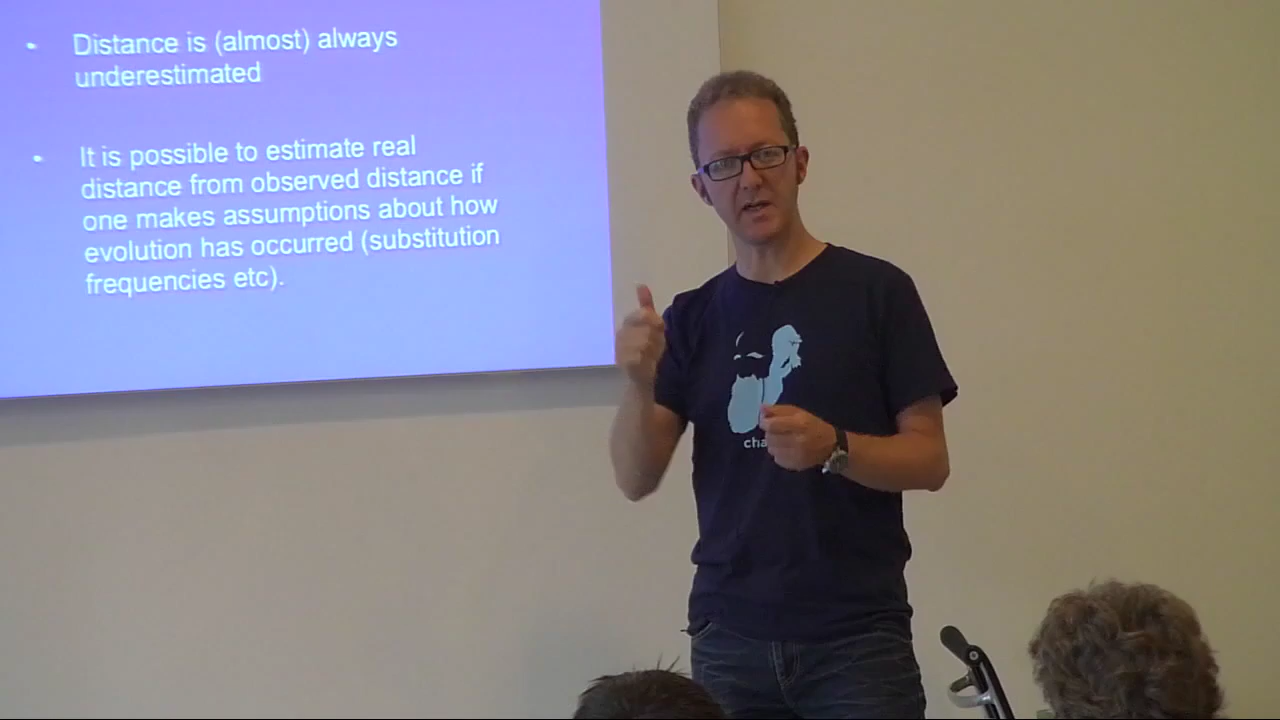 Distance is (almost) always
underestimated
It is possible to estimate real
distance from observed distance if
one makes assumptions about how
evolution has occurred (substitution
frequencies etc).